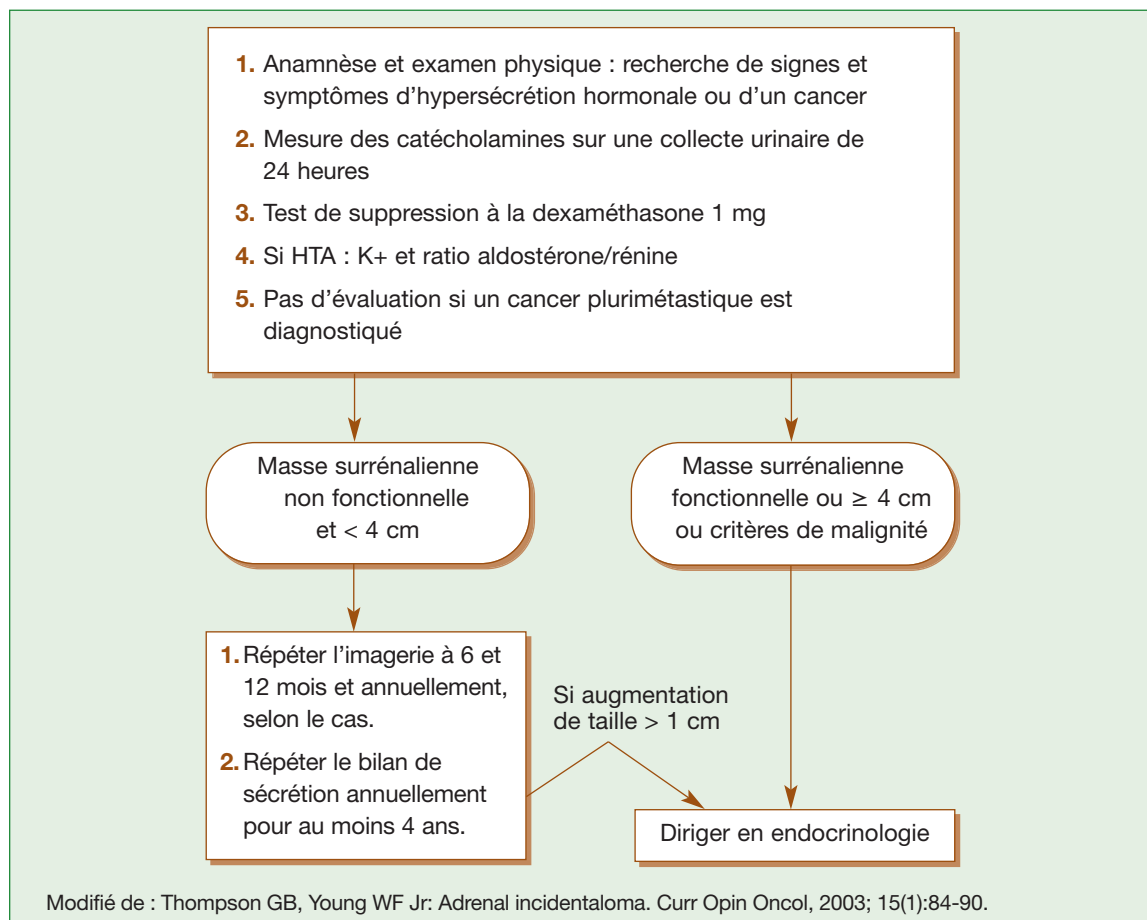 1. Anamnèse et examen physique : recherche de signes et
symptômes d'hypersécrétion hormonale ou d'un cancer
2. Mesure des catécholamines sur une collecte urinaire de
24 heures
3. Test de suppression à la dexaméthasone 1 mg
4. Si HTA : K+ et ratio aldostérone/rénine
5. Pas d'évaluation si un cancer plurimétastique est
diagnostiqué
Masse surrénalienne
non fonctionnelle
et < 4 cm
Masse surrénalienne
fonctionnelle ou ≥ 4 cm
ou critères de malignité
1. Répéter l'imagerie à 6 et
12 mois et annuellement,
selon le cas.
2. Répéter le bilan de
sécrétion annuellement
pour au moins 4 ans.
Si augmentation
de taille > 1 cm
Diriger en endocrinologie
Modifié de : Thompson GB, Young WF Jr: Adrenal incidentaloma. Curr Opin Oncol, 2003; 15(1):84-90.